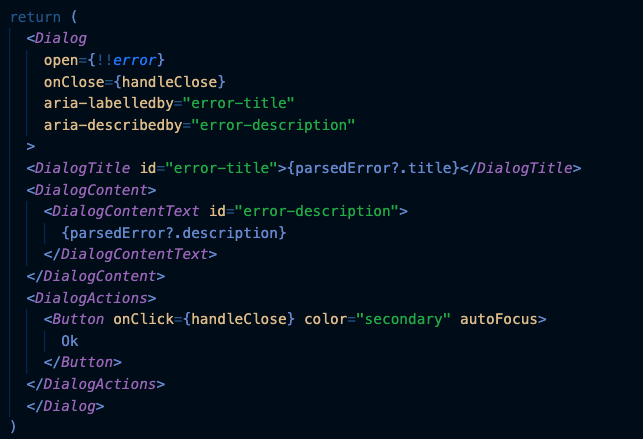 return (
  <Dialog
    open={!!error}
    onClose={handleClose}
    aria-labelledby="error-title"
    aria-describedby="error-description"
  >
  <DialogTitle id="error-title">{parsedError?.title}</DialogTitle>
  <DialogContent>
    <DialogContentText id="error-description">
      {parsedError?.description}
    </DialogContentText>
  </DialogContent>
  <DialogActions>
    <Button onClick={handleClose} color="secondary" autoFocus>
      Ok
    </Button>
  </DialogActions>
  </Dialog>
)